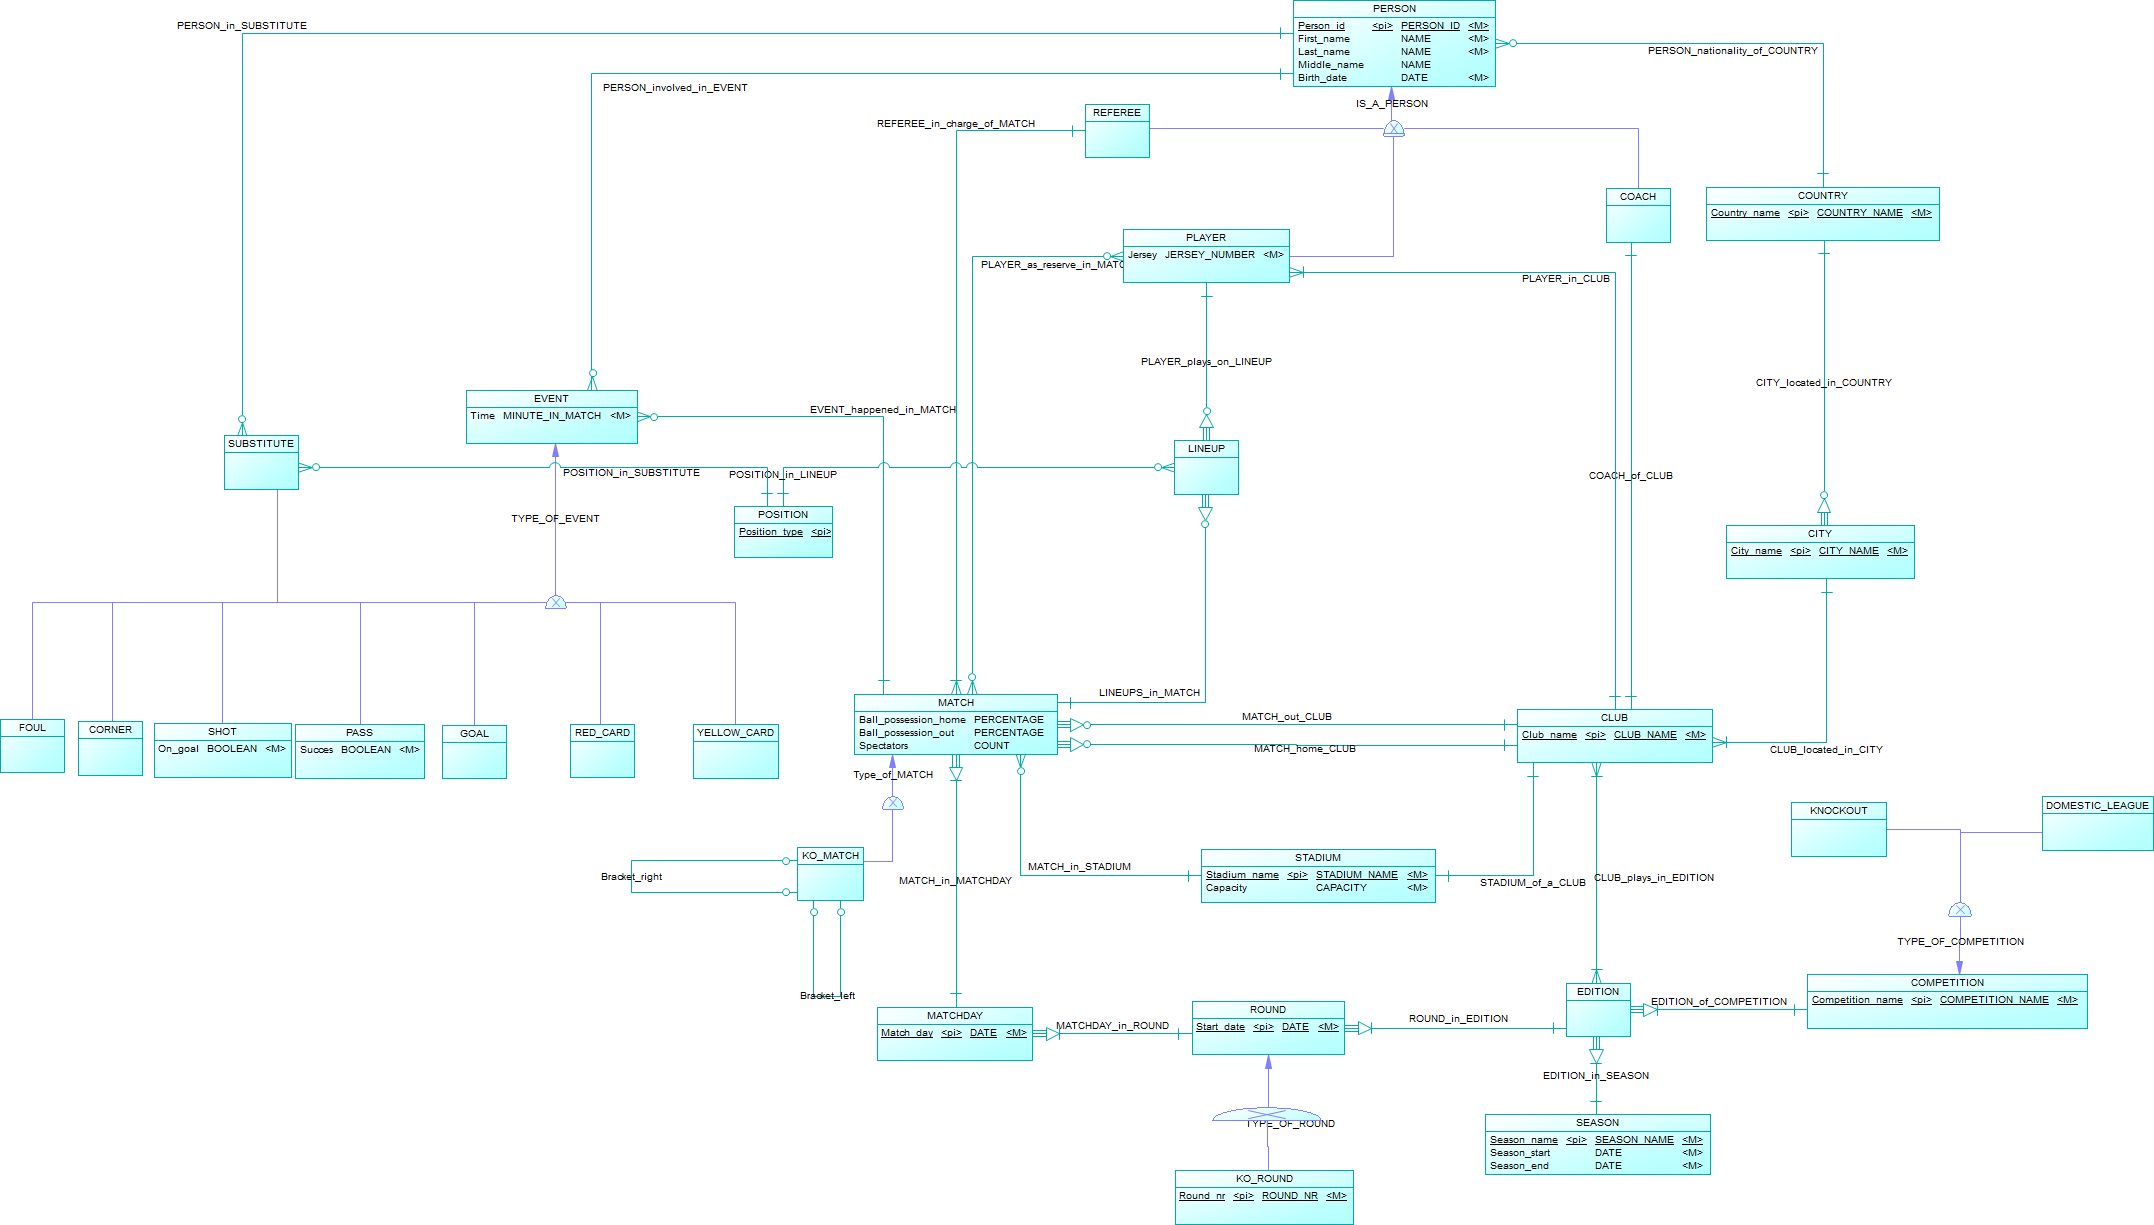 PERSON
Person_id <pi> PERSON_ID <M>
First_name NAME <M>
Last_name NAME <M>
Middle_name NAME
Birth_date DATE <M>
PERSON_in_SUBSTITUTE
PERSON_nationality_of_COUNTRY
PERSON_involved_in_EVENT
IS_A_PERSON
REFEREE
REFEREE_in_charge_of_MATCH
COACH
COUNTRY
Country_name <pi> COUNTRY_NAME <M>
PLAYER
Jersey JERSEY_NUMBER <M>
PLAYER_as_reserve_in_MATC
PLAYER_in_CLUB
PLAYER_plays_on_LINEUP
CITY_located_in_COUNTRY
EVENT
Time MINUTE_IN_MATCH <M>
EVENT_happened_in_MATCH
SUBSTITUTE
LINEUP
POSITION_in_SUBSTITUTE
POSITION_in_LINEUP
COACH_of_CLUB
TYPE_OF_EVENT
POSITION
Position_type <pi>
CITY
City_name <pi> CITY_NAME <M>
LINEUPS_in_MATCH
MATCH
Ball_possession_home PERCENTAGE
Ball_possession_out PERCENTAGE
Spectators COUNT
MATCH_out_CLUB
MATCH_home_CLUB
CLUB
Club_name <pi> CLUB_NAME <M>
CLUB_located_in_CITY
FOUL
CORNER
SHOT
On_goal BOOLEAN <M>
PASS
Succes BOOLEAN <M>
GOAL
RED_CARD
YELLOW_CARD
Type_of_MATCH
KNOCKOUT
DOMESTIC_LEAGUE
KO_MATCH
Bracket_right
Bracket_left
MATCH_in_MATCHDAY
MATCH_in_STADIUM
STADIUM
Stadium_name <pi> STADIUM_NAME <M>
Capacity CAPACITY <M>
STADIUM_of_a_CLUB
CLUB_plays_in_EDITION
TYPE_OF_COMPETITION
COMPETITION
Competition_name <pi> COMPETITION_NAME <M>
EDITION
EDITION_of_COMPETITION
MATCHDAY
Match_day <pi> DATE <M>
MATCHDAY_in_ROUND
ROUND
Start_date <pi> DATE <M>
ROUND_in_EDITION
EDITION_in_SEASON
TYPE_OF_ROUND
SEASON
Season_name <pi> SEASON_NAME <M>
Season_start DATE <M>
Season_end DATE <M>
KO_ROUND
Round_nr <pi> ROUND_NR <M>